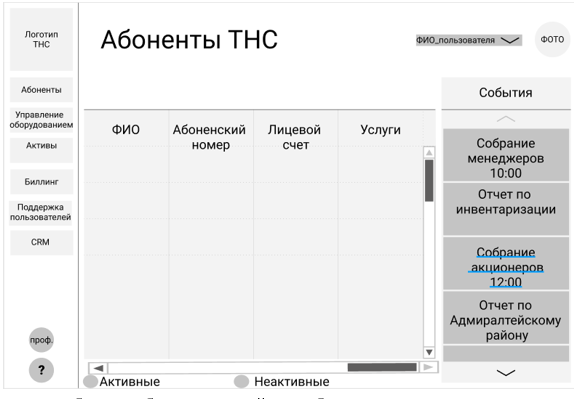 Логотип
ТНС
Абоненты
Управление
оборудованием
Активы
Биллинг
Поддержка
пользователей
CRM
проф.
?
Абоненты ТНС
ФИО_пользователя
ФОТО
ФИО
Абоненский
номер
Лицевой
счет
Услуги
Активные
Неактивные
События
Собрание
менеджеров
10:00
Отчет по
инвентаризации
Собрание
акционеров
12:00
Отчет по
Адмиралтейскому
району